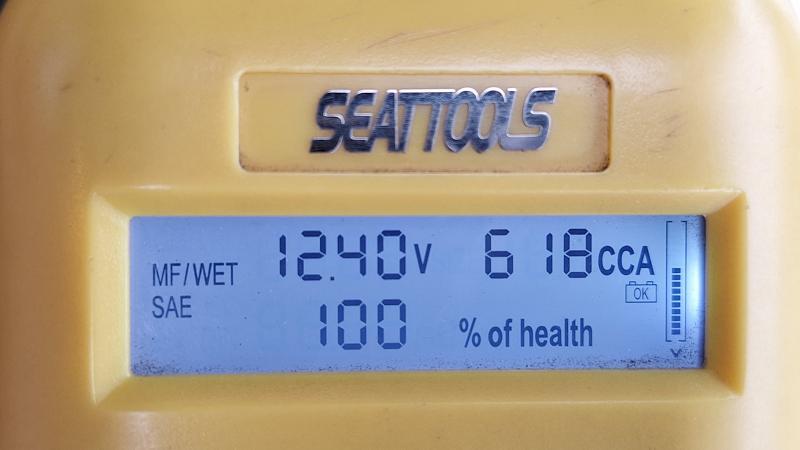 SEATTOOLS
MF/WET 12.40V 618CCA
SAE OK
100 % of health